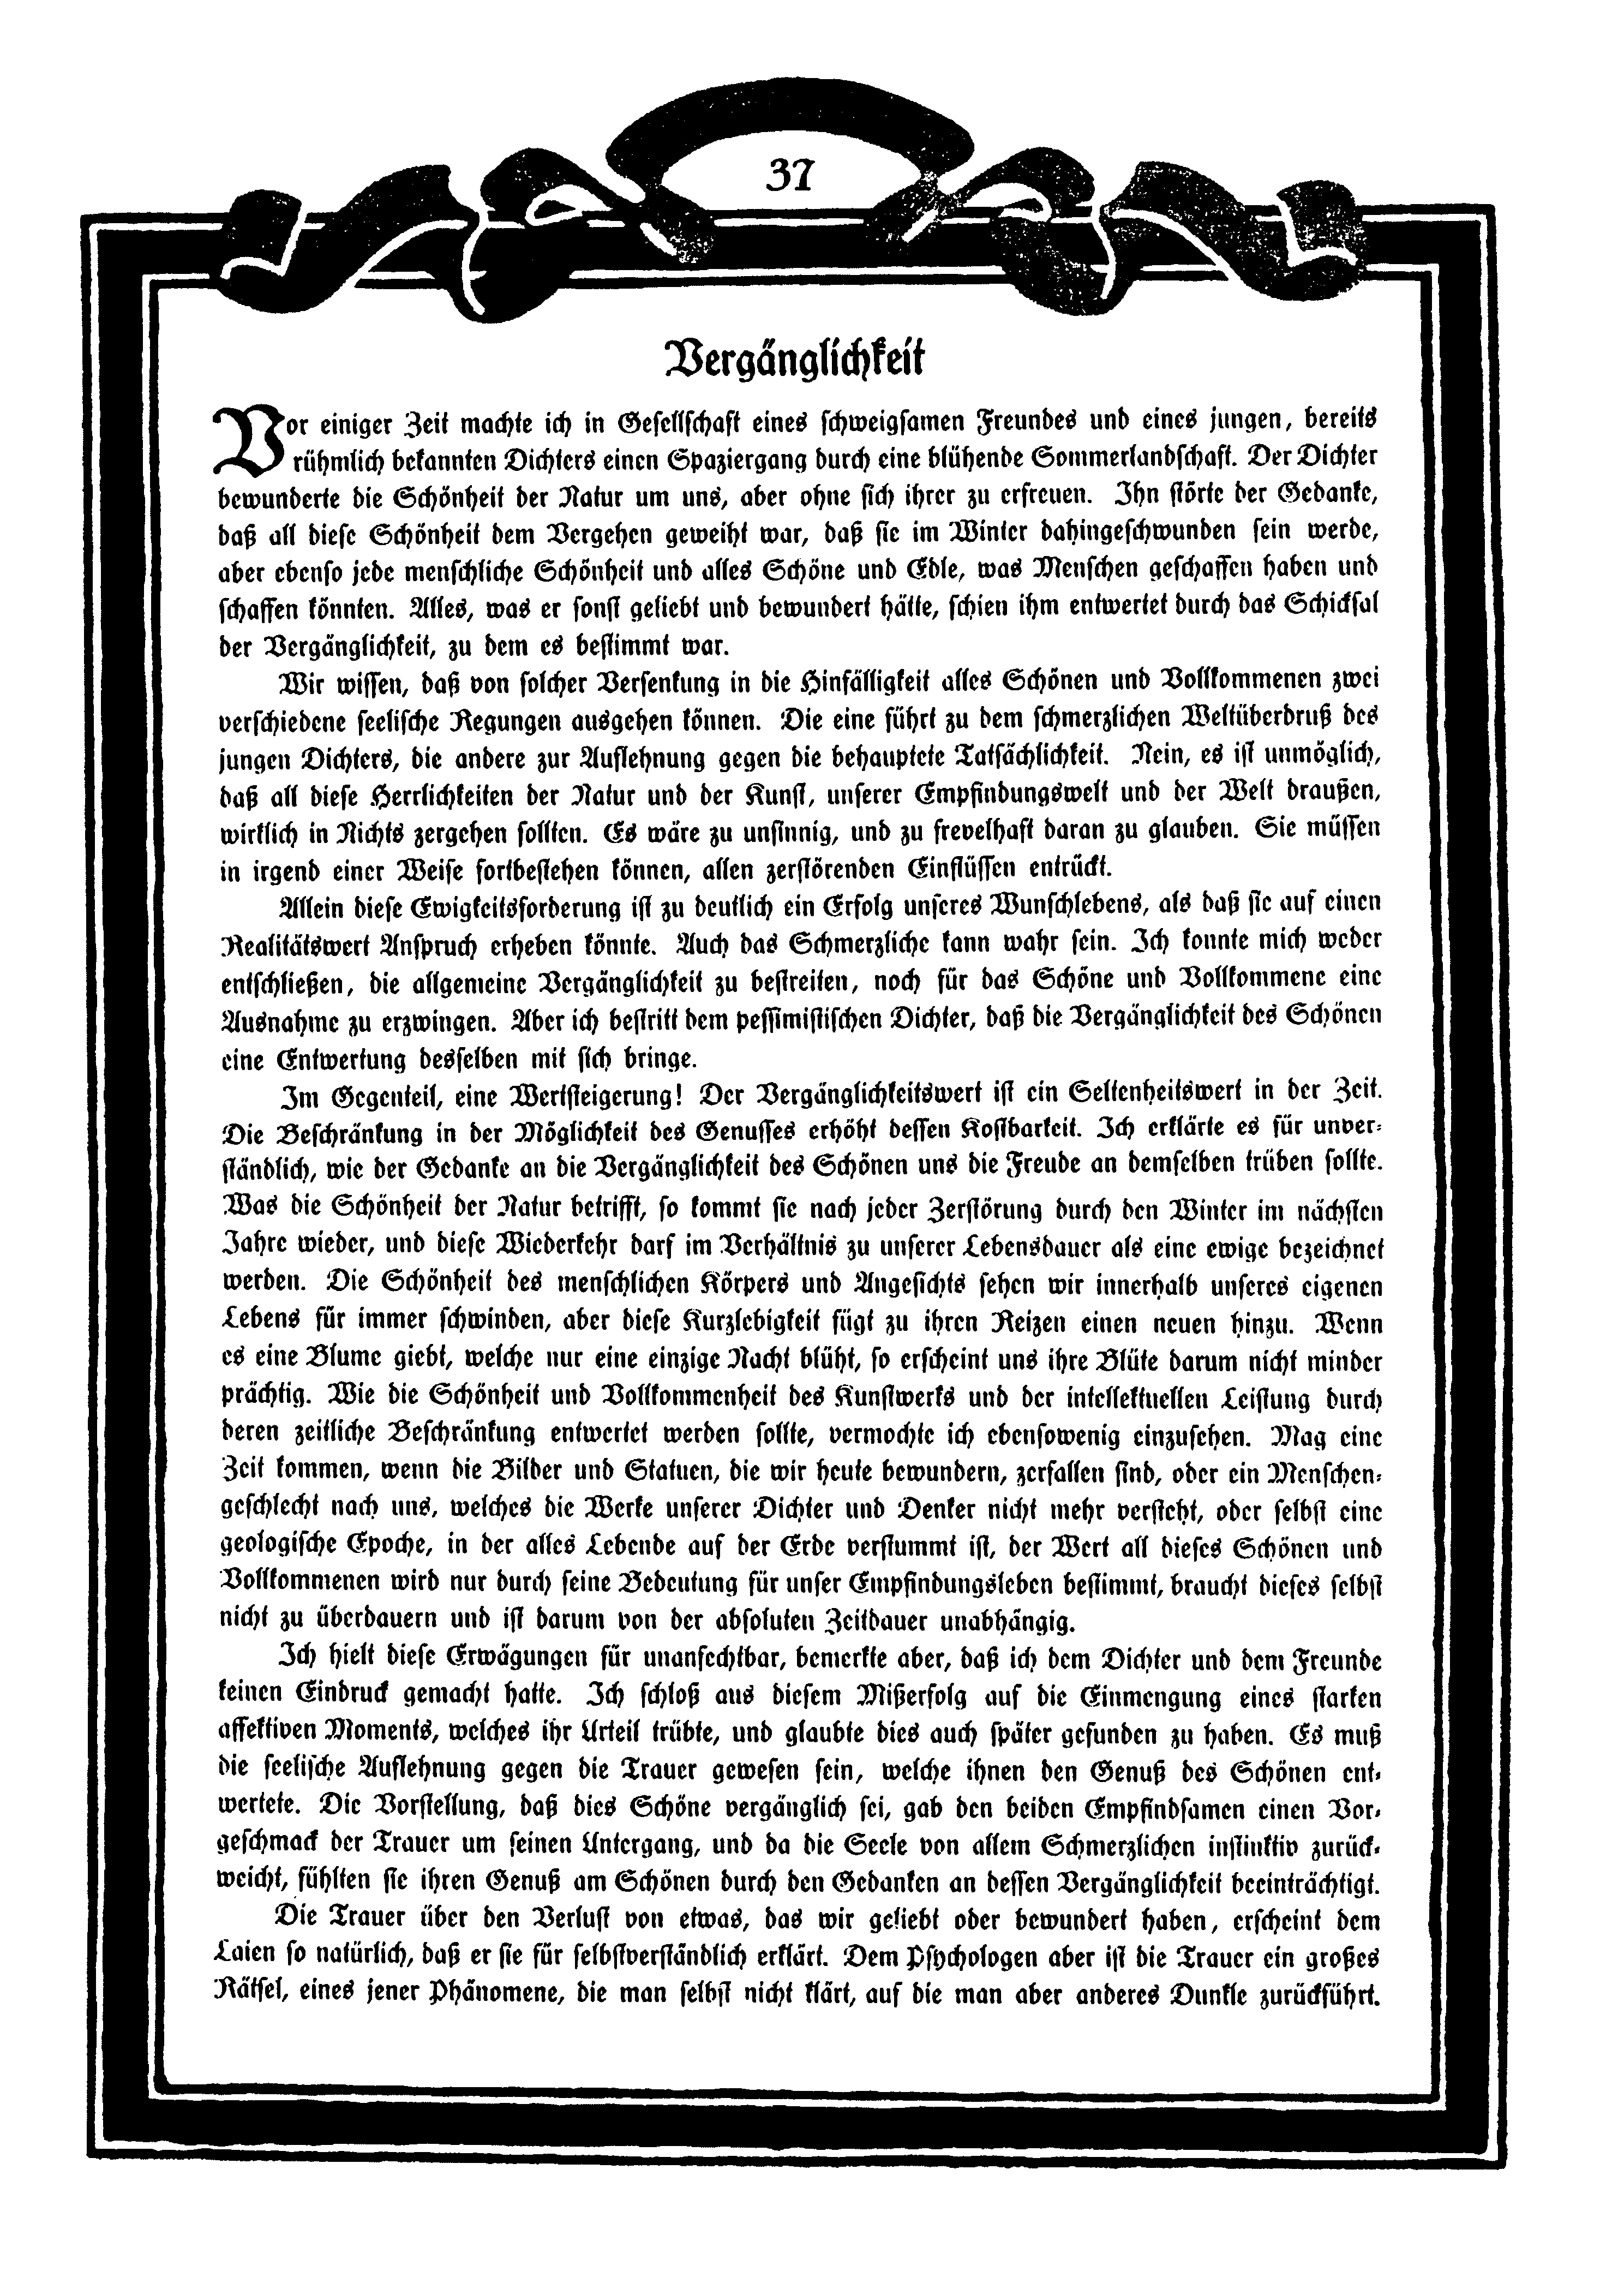 37
Vergänglichkeit
Vor einiger Zeit machte ich in Gesellschaft eines schweigsamen Freundes und eines jungen, bereits
rühmlich bekannten Dichters einen Spaziergang durch eine blühende Sommerlandschaft. Der Dichter
bewunderte die Schönheit der Natur um uns, aber ohne sich ihrer zu erfreuen. Ihn störte der Gedanke,
daß all diese Schönheit dem Vergehen geweiht war, daß sie im Winter dahingeschwunden sein werde,
aber ebenso jede menschliche Schönheit und alles Schöne und Edle, was Menschen geschaffen haben und
schaffen könnten. Alles, was er sonst geliebt und bewundert hätte, schien ihm entwertet durch das Schicksal
der Vergänglichkeit, zu dem es bestimmt war.
Wir wissen, daß von solcher Versenkung in die Hinfälligkeit alles Schönen und Vollkommenen zwei
verschiedene seelische Regungen ausgehen können. Die eine führt zu dem schmerzlichen Weltüberdruß des
jungen Dichters, die andere zur Auflehnung gegen die behauptete Tatsächlichkeit. Nein, es ist unmöglich,
daß all diese Herrlichkeiten der Natur und der Kunst, unserer Empfindungswelt und der Welt draußen,
wirklich in Nichts zergehen sollten. Es wäre zu unsinnig, und zu frevelhaft daran zu glauben. Sie müssen
in irgend einer Weise fortbestehen können, allen zerstörenden Einflüssen entrückt.
Allein diese Ewigkeitsforderung ist zu deutlich ein Erfolg unseres Wunschlebens, als daß sie auf einen
Realitätswert Anspruch erheben könnte. Auch das Schmerzliche kann wahr sein. Ich konnte mich weder
entschließen, die allgemeine Vergänglichkeit zu bestreiten, noch für das Schöne und Vollkommene eine
Ausnahme zu erzwingen. Aber ich bestritt dem pessimistischen Dichter, daß die Vergänglichkeit des Schönen
eine Entwertung desselben mit sich bringe.
Im Gegenteil, eine Wertsteigerung! Der Vergänglichkeitswert ist ein Seltenheitswert in der Zeit.
Die Beschränkung in der Möglichkeit des Genusses erhöht dessen Kostbarkeit. Ich erklärte es für unver-
ständlich, wie der Gedanke an die Vergänglichkeit des Schönen uns die Freude an demselben trüben sollte.
Was die Schönheit der Natur betrifft, so kommt sie nach jeder Zerstörung durch den Winter im nächsten
Jahre wieder, und diese Wiederkehr darf im Verhältnis zu unserer Lebensdauer als eine ewige bezeichnet
werden. Die Schönheit des menschlichen Körpers und Angesichts sehen wir innerhalb unseres eigenen
Lebens für immer schwinden, aber diese Kurzlebigkeit fügt zu ihren Reizen einen neuen hinzu. Wenn
es eine Blume giebt, welche nur eine einzige Nacht blüht, so erscheint uns ihre Blüte darum nicht minder
prächtig. Wie die Schönheit und Vollkommenheit des Kunstwerks und der intellektuellen Leistung durch
deren zeitliche Beschränkung entwertet werden sollte, vermochte ich ebensowenig einzusehen. Mag eine
Zeit kommen, wenn die Bilder und Statuen, die wir heute bewundern, zerfallen sind, oder ein Menschen-
geschlecht nach uns, welches die Werke unserer Dichter und Denker nicht mehr versteht, oder selbst eine
geologische Epoche, in der alles Lebende auf der Erde verstummt ist, der Wert all dieses Schönen und
Vollkommenen wird nur durch seine Bedeutung für unser Empfindungsleben bestimmt, braucht dieses selbst
nicht zu überdauern und ist darum von der absoluten Zeitdauer unabhängig.
Ich hielt diese Erwägungen für unanfechtbar, bemerkte aber, daß ich dem Dichter und dem Freunde
keinen Eindruck gemacht hatte. Ich schloß aus diesem Mißerfolg auf die Einmengung eines starken
affektiven Moments, welches ihr Urteil trübte, und glaubte dies auch später gefunden zu haben. Es muß
die seelische Auflehnung gegen die Trauer gewesen sein, welche ihnen den Genuß des Schönen ent-
wertete. Die Vorstellung, daß dies Schöne vergänglich sei, gab den beiden Empfindsamen einen Vor-
geschmack der Trauer um seinen Untergang, und da die Seele von allem Schmerzlichen instinktiv zurück-
weicht, fühlten sie ihren Genuß am Schönen durch den Gedanken an dessen Vergänglichkeit beeinträchtigt.
Die Trauer über den Verlust von etwas, das wir geliebt oder bewundert haben, erscheint dem
Laien so natürlich, daß er sie für selbstverständlich erklärt. Dem Psychologen aber ist die Trauer ein großes
Rätsel, eines jener Phänomene, die man selbst nicht klärt, auf die man aber anderes Dunkle zurückführt.